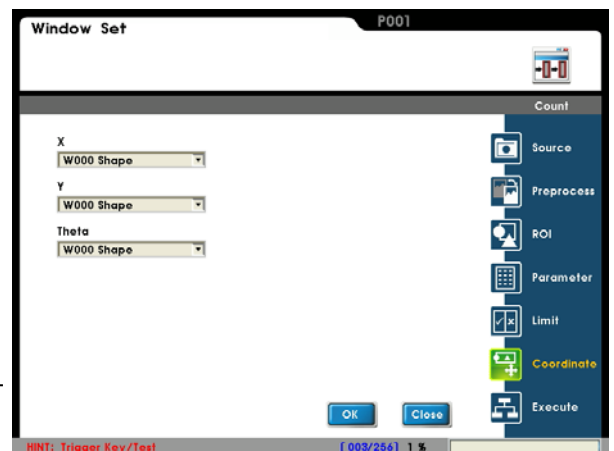 Window Set
P001
Count
X
W000 Shape
Y
W000 Shape
Theta
W000 Shape
Source
Preprocess
ROI
Parameter
Limit
Coordinate
Execute
OK
Close
HINT: Trigger Key/Test
[003/256] 1 %